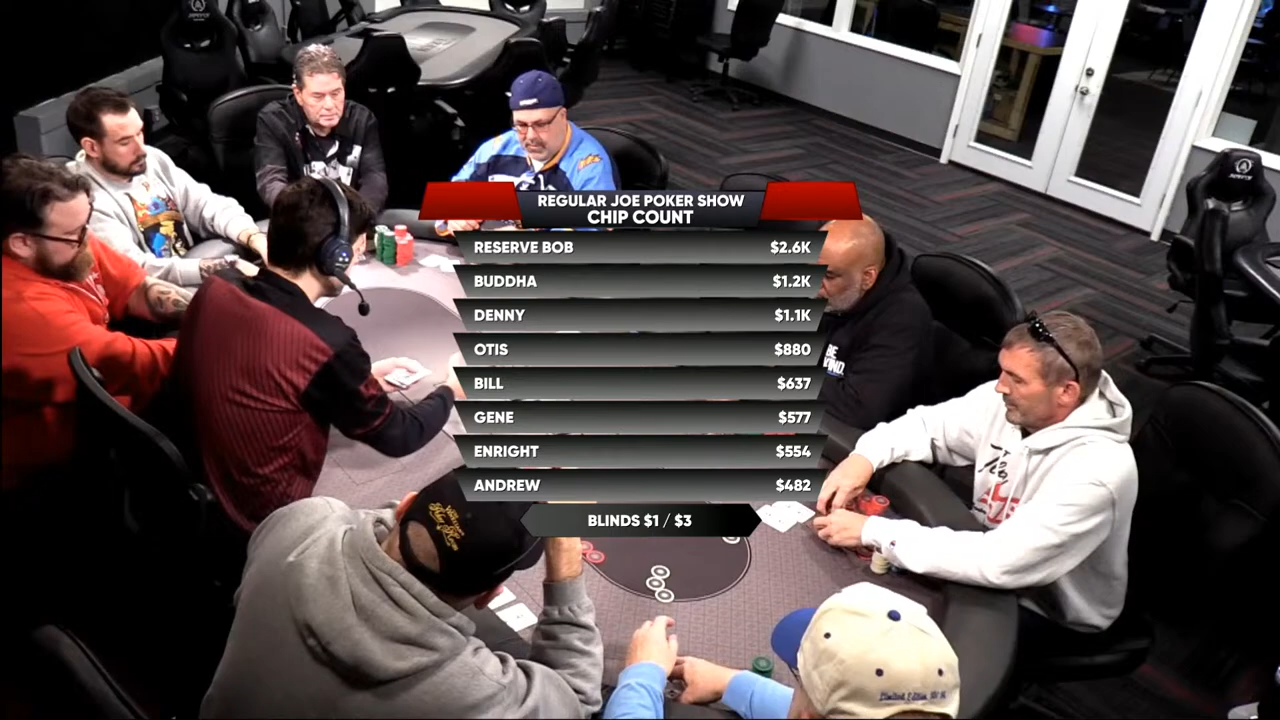 REGULAR JOE POKER SHOW
CHIP COUNT
RESERVE BOB $2.6K
BUDDHA $1.2K
DENNY $1.1K
OTIS $880
BILL $637
GENE $577
ENRIGHT $554
ANDREW $482
BLINDS $1 / $3
BE